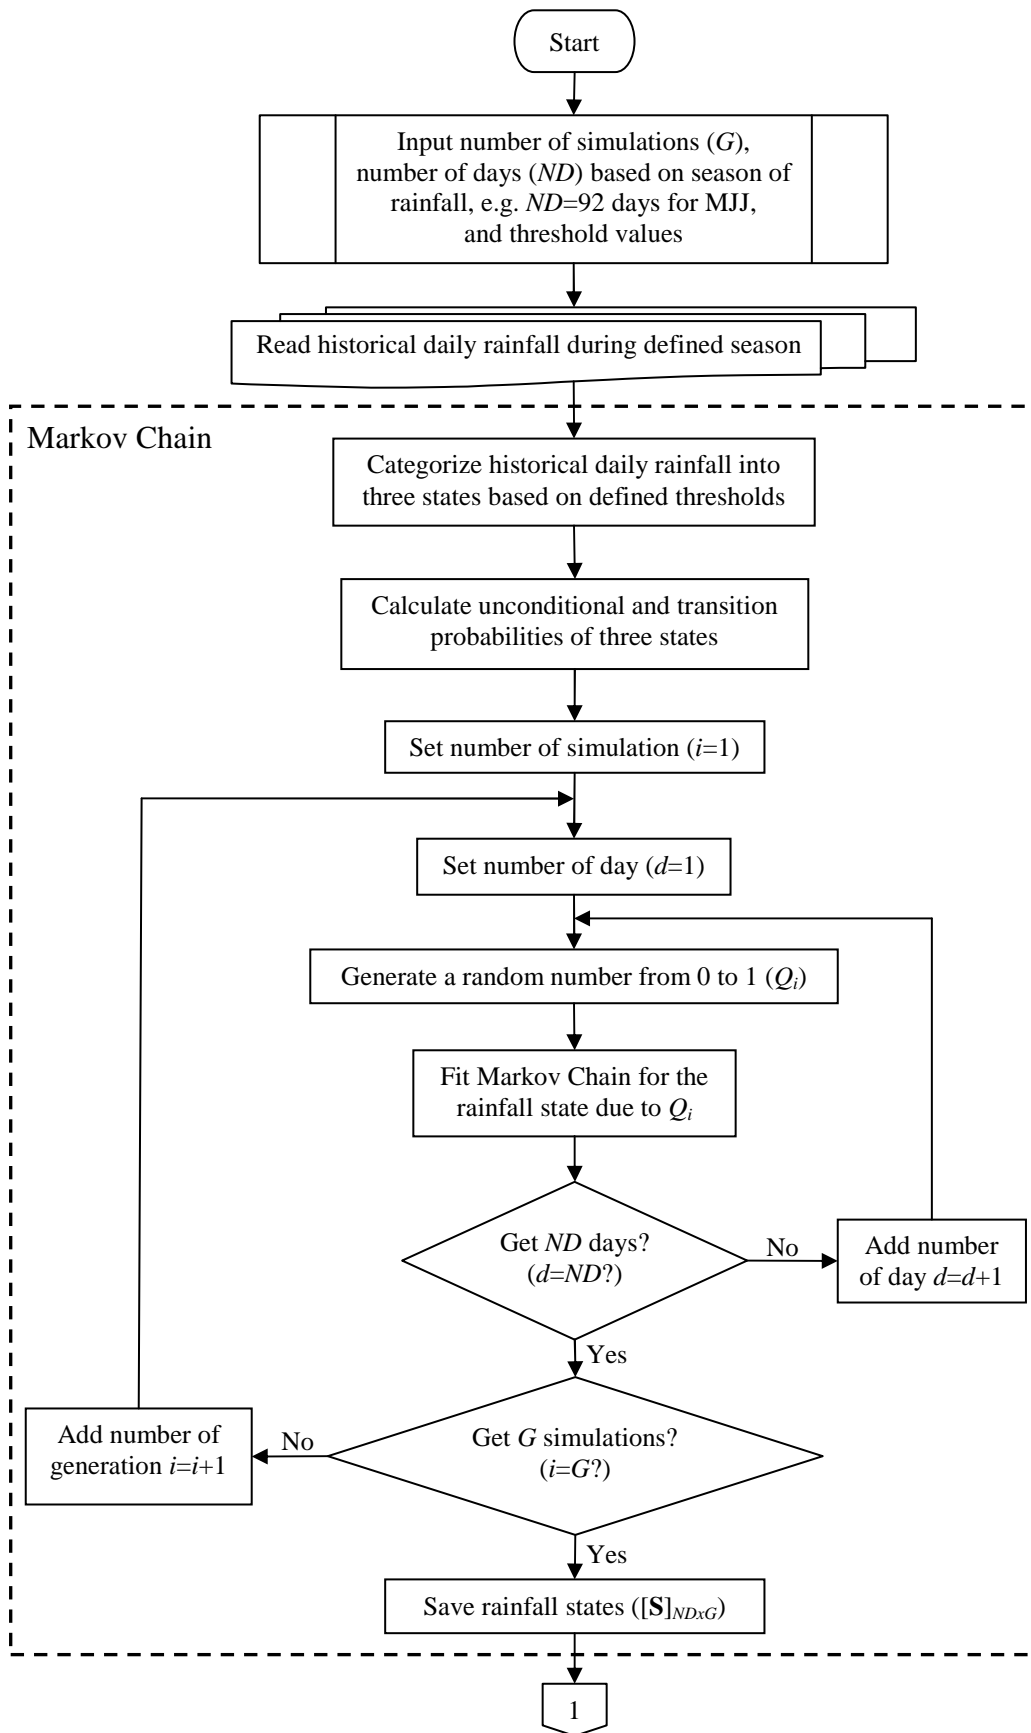 Start
Input number of simulations (G),
number of days (ND) based on season of
rainfall, e.g. ND=92 days for MJJ,
and threshold values
Read historical daily rainfall during defined season
Markov Chain
Categorize historical daily rainfall into
three states based on defined thresholds
Calculate unconditional and transition
probabilities of three states
Set number of simulation (i=1)
Set number of day (d=1)
Generate a random number from 0 to 1 (Qi)
Fit Markov Chain for the
rainfall state due to Qi
Get ND days?
(d=ND?)
No
Add number
of day d=d+1
Yes
Get G simulations?
(i=G?)
No
Add number of
generation i=i+1
Yes
Save rainfall states ([S]NDxG)
1